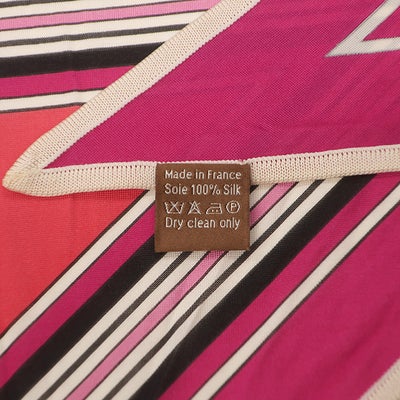 Made in France
Soie 100% Silk
Dry clean only